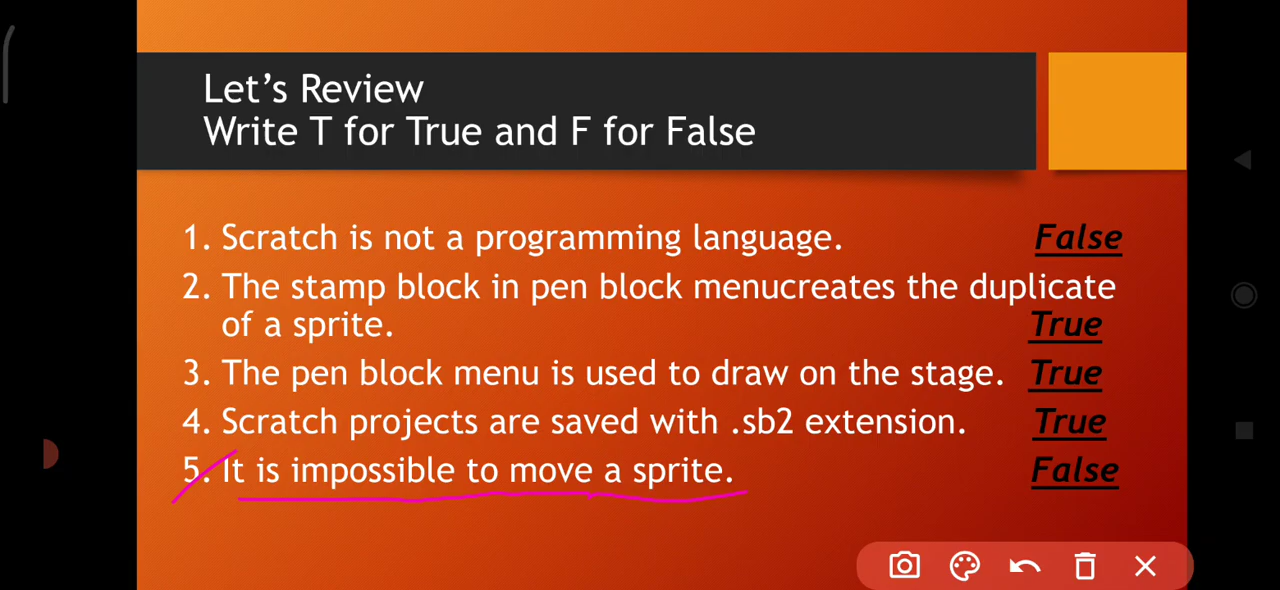 Let’s Review
Write T for True and F for False
1. Scratch is not a programming language. False
2. The stamp block in pen block menucreates the duplicate
of a sprite. True
3. The pen block menu is used to draw on the stage. True
4. Scratch projects are saved with .sb2 extension. True
5. It is impossible to move a sprite. False